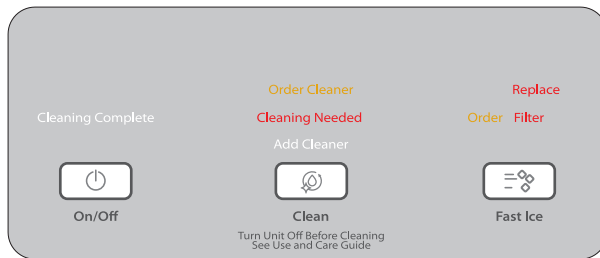 Order Cleaner
Replace
Cleaning Complete
Cleaning Needed
Order Filter
Add Cleaner
On/Off
Clean
Fast Ice
Turn Unit Off Before Cleaning
See Use and Care Guide